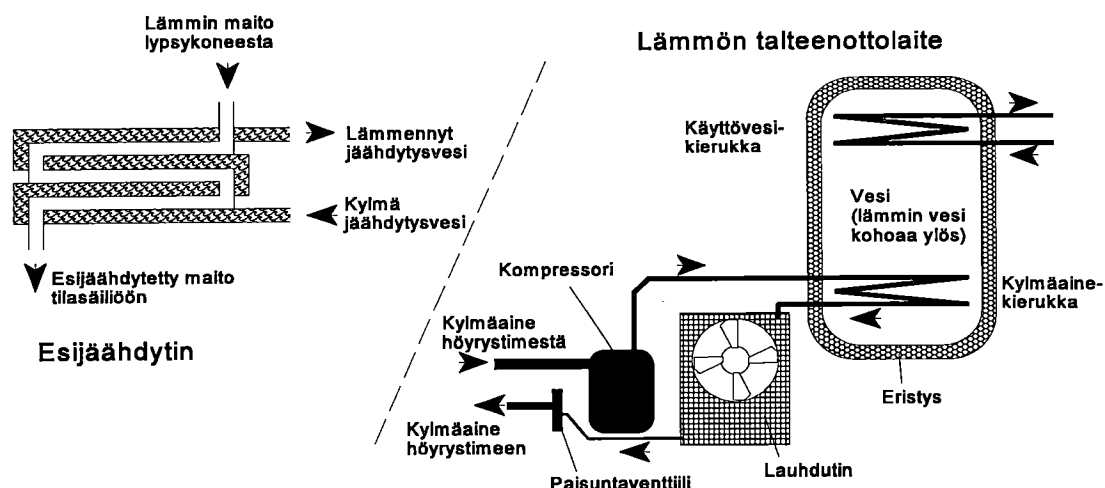 Lämmin maito
lypsykoneesta
Lämmennyt
jäähdytysvesi
Kylmä
jäähdytysvesi
Esijäähdytetty maito
tilasäiliöön
Esijäähdytin
Lämmön talteenottolaite
Käyttövesi-
kierukka
Vesi
(lämmin vesi
kohoaa ylös)
Kompressori
Kylmäaine-
kierukka
Kylmäaine
höyrystimestä
Eristys
Kylmäaine
höyrystimeen
Lauhdutin
Paisuntaventtiili